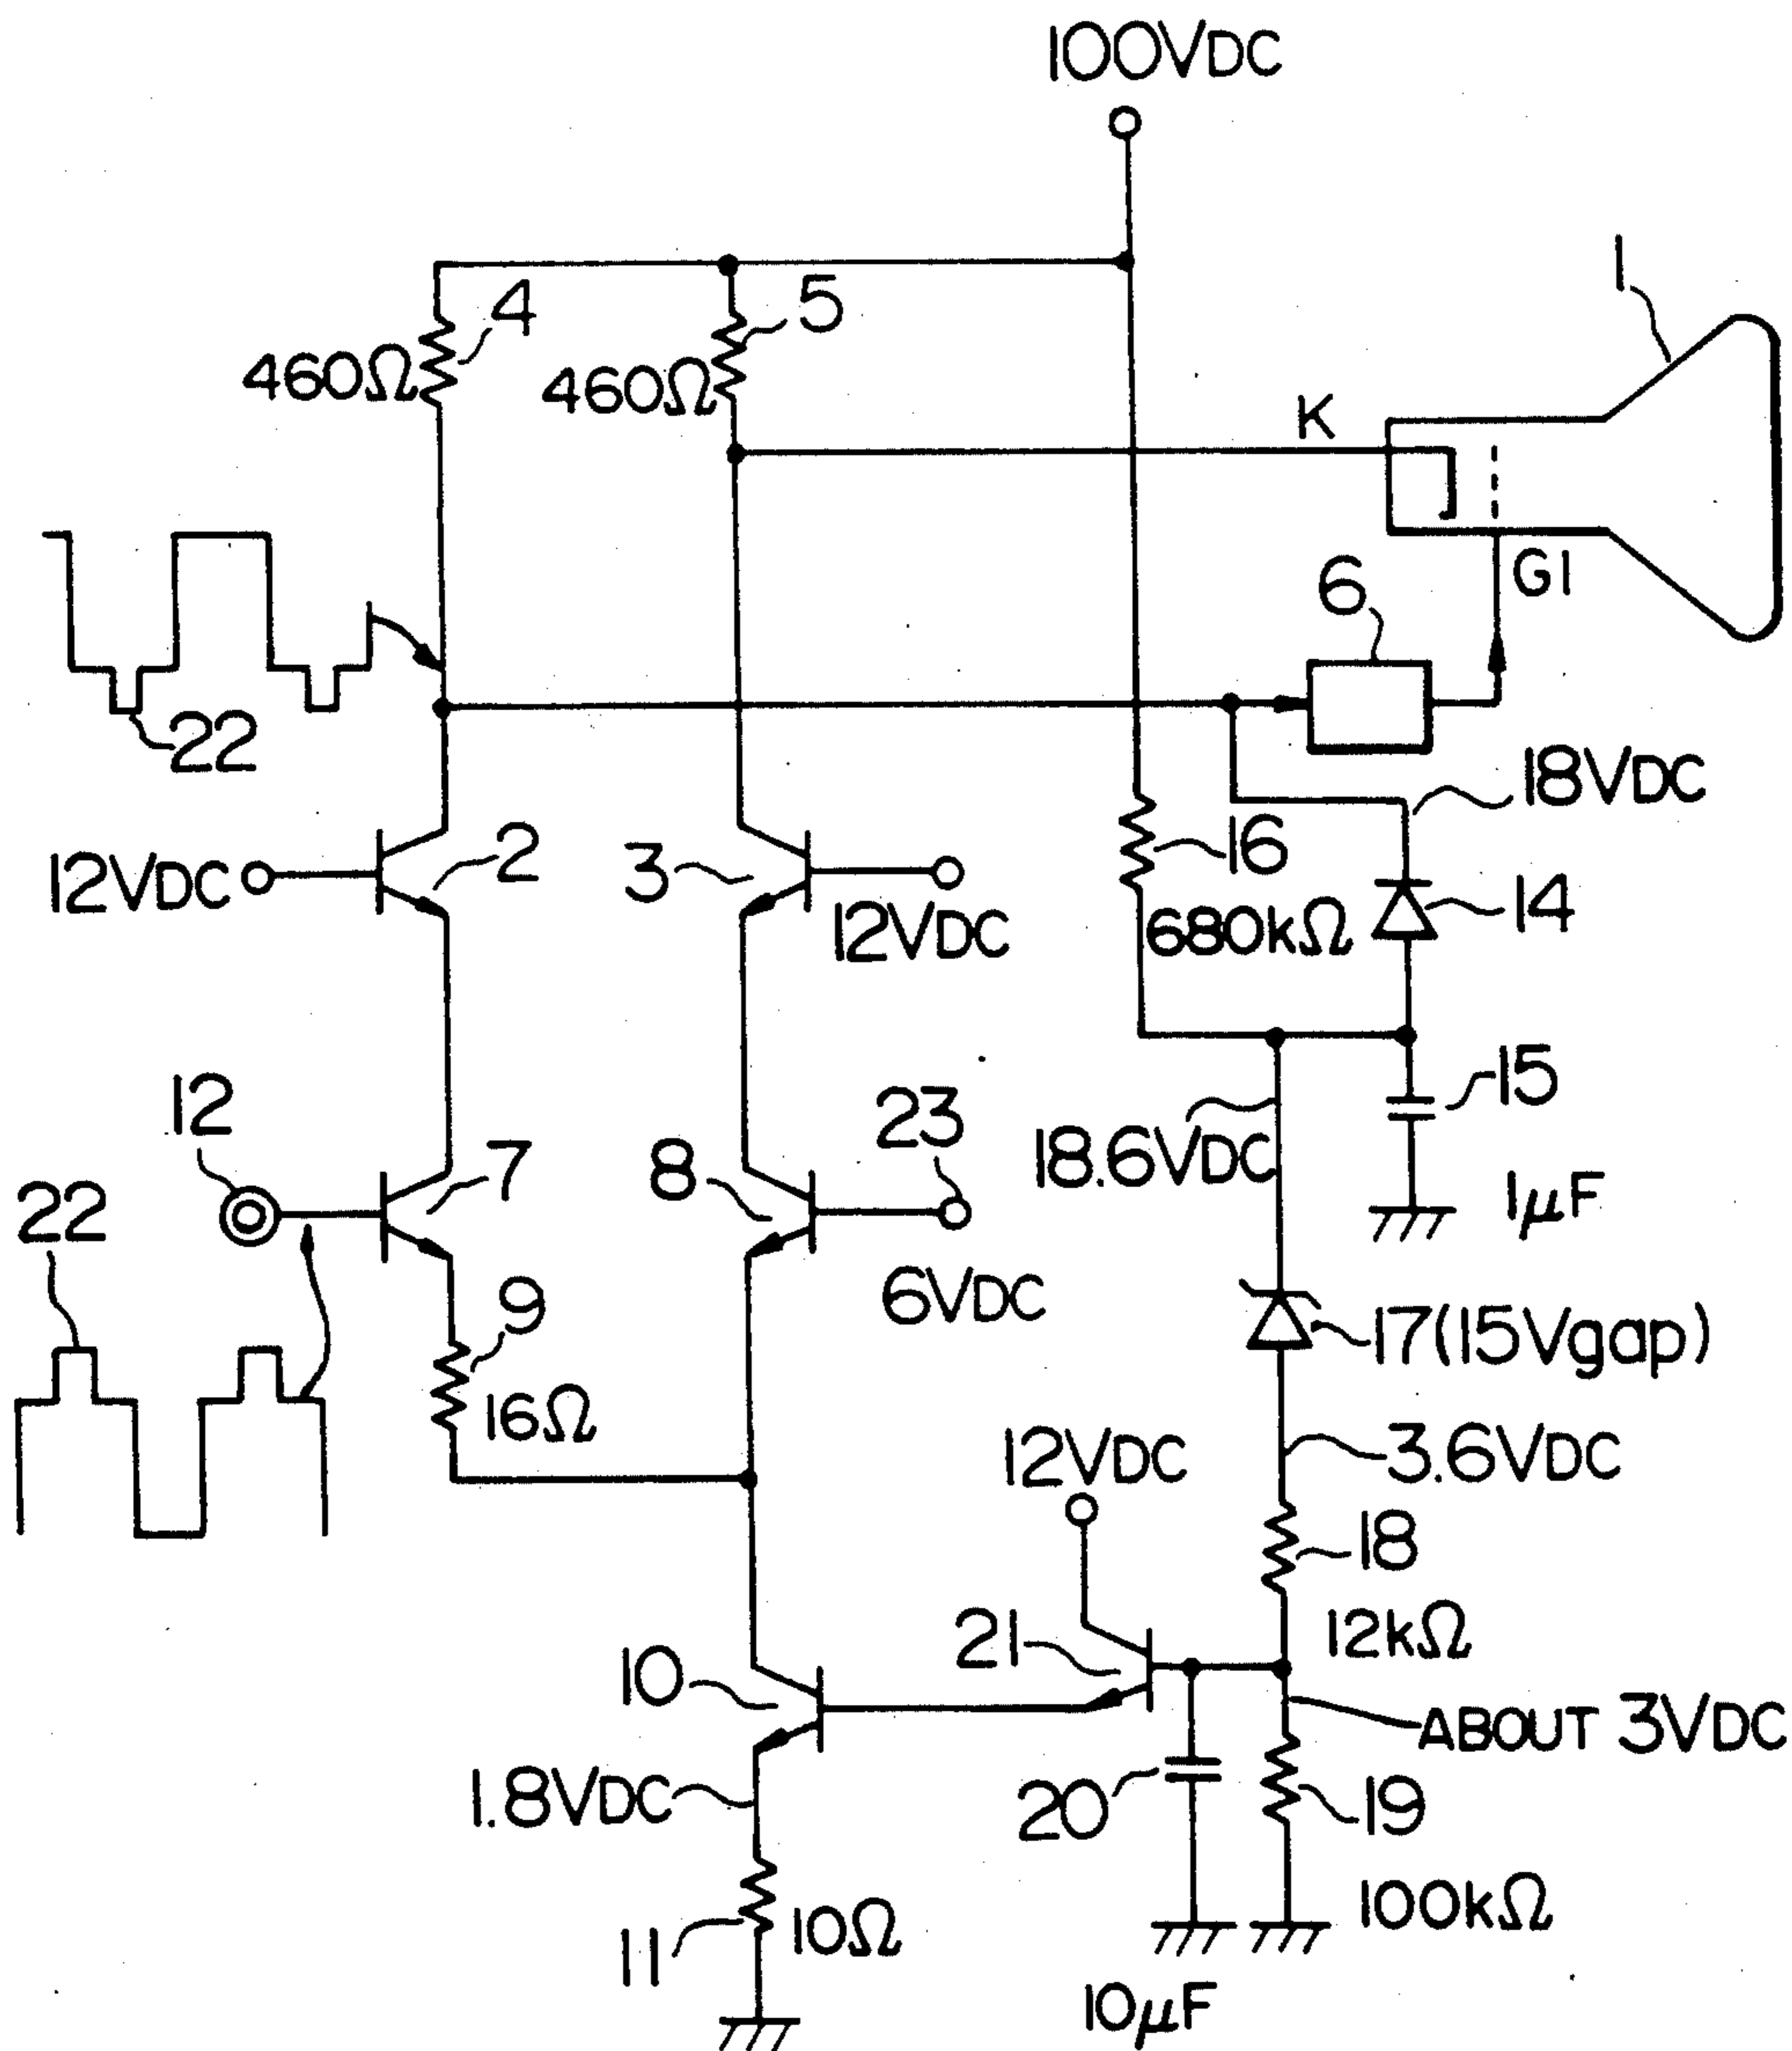 100VDC
4
5
1
460Ω
460Ω
K
G1
6
22
18VDC
12VDC
2
3
12VDC
16
680kΩ
14
12
7
8
23
18.6VDC
15
1μF
22
6VDC
9
16Ω
17(15Vgap)
12VDC
3.6VDC
18
12kΩ
10
21
ABOUT 3VDC
1.8VDC
20
19
11
10Ω
100kΩ
10μF